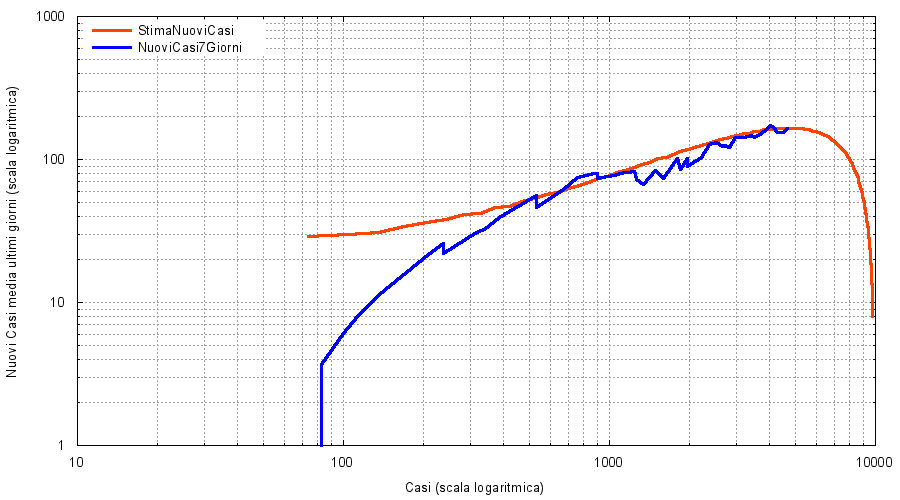 1000
StimaNuoviCasi
NuoviCasi7Giorni
100
10
1
10
100
1000
10000
Nuovi Casi media ultimi giorni (scala logaritmica)
Casi (scala logaritmica)